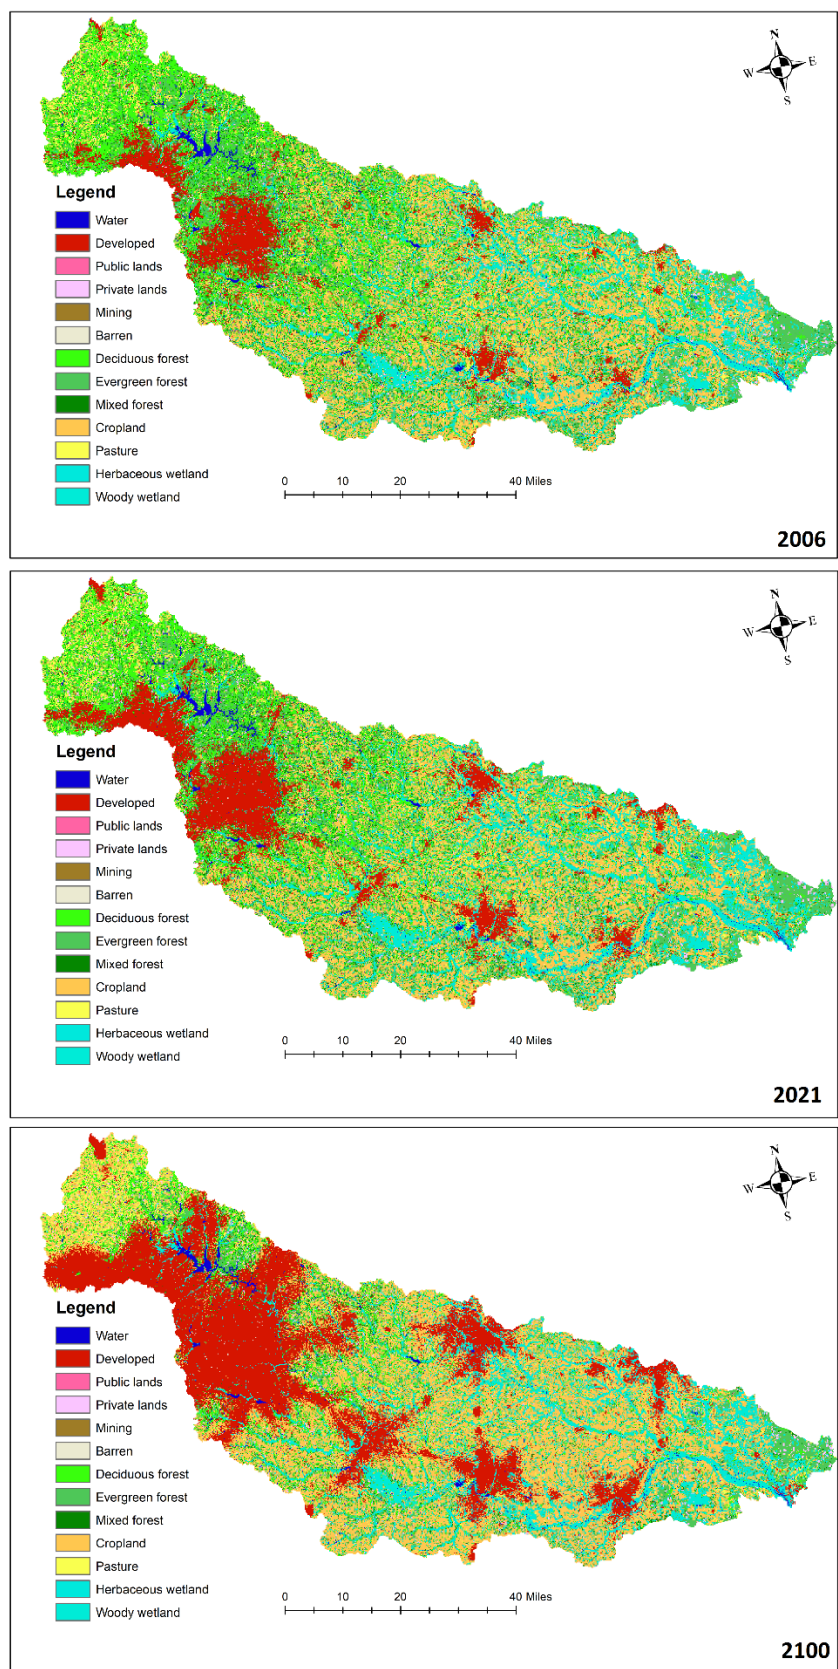 N
W E
S
Legend
Water
Developed
Public lands
Private lands
Mining
Barren
Deciduous forest
Evergreen forest
Mixed forest
Cropland
Pasture
Herbaceous wetland
Woody wetland
0 10 20 40 Miles
2006
N
W E
S
Legend
Water
Developed
Public lands
Private lands
Mining
Barren
Deciduous forest
Evergreen forest
Mixed forest
Cropland
Pasture
Herbaceous wetland
Woody wetland
0 10 20 40 Miles
2021
N
W E
S
Legend
Water
Developed
Public lands
Private lands
Mining
Barren
Deciduous forest
Evergreen forest
Mixed forest
Cropland
Pasture
Herbaceous wetland
Woody wetland
0 10 20 40 Miles
2100